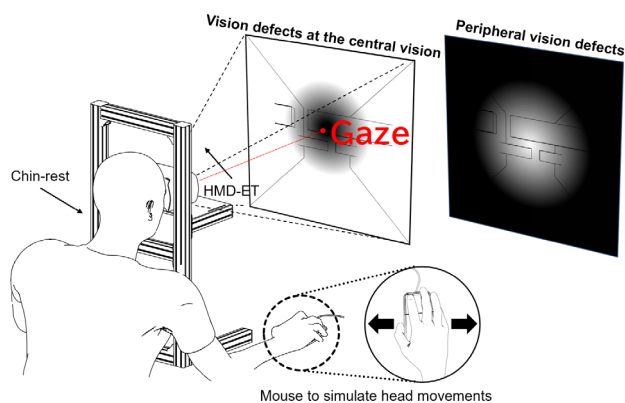 Vision defects at the central vision
Peripheral vision defects
Gaze
Chin-rest
HMD-ET
Mouse to simulate head movements